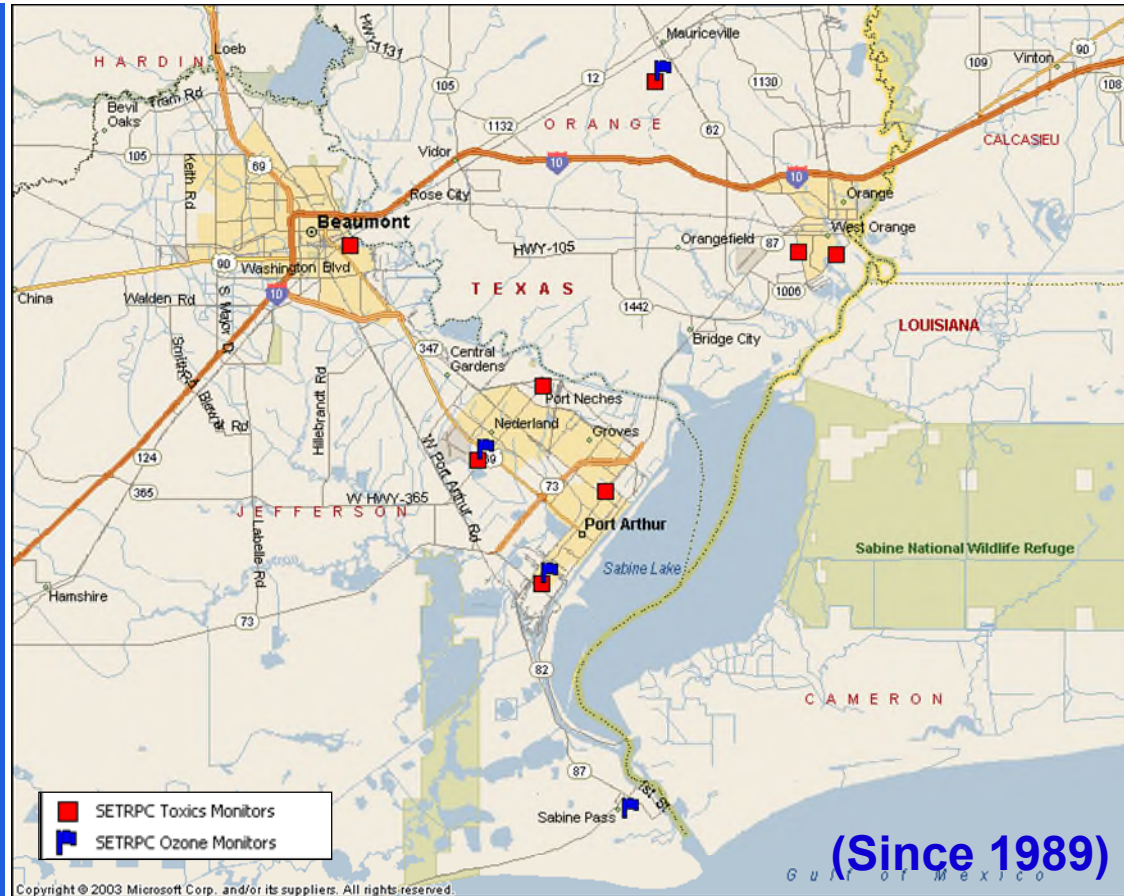 HWY-1131
Mauriceville
90
Loeb
HARDIN
109
Vinton
12
105
1130
108
Bevil Oaks
Tram Rd
1132
ORANGE
62
CALCASIEU
105
Keith Rd
69
Vidor
10
10
Rose City
Orange
Beaumont
West Orange
87
Orangefield
HWY-105
90
Washington Blvd
China
Walden Rd
S Major Dr
10
TEXAS
1006
1442
LOUISIANA
Bridge City
347
Central Gardens
Hillebrandt Rd
Port Neches
Nederland
Groves
69
W Port Arthur Rd
124
73
365
W HWY-365
JEFFERSON
Port Arthur
Labelle Rd
Sabine National Wildlife Refuge
Sabine Lake
Hamshire
73
82
CAMERON
87
1st St
Sabine Pass
SETRPC Toxics Monitors
SETRPC Ozone Monitors
(Since 1989)
Gulf of Mexico
Copyright © 2003 Microsoft Corp. and/or its suppliers. All rights reserved.